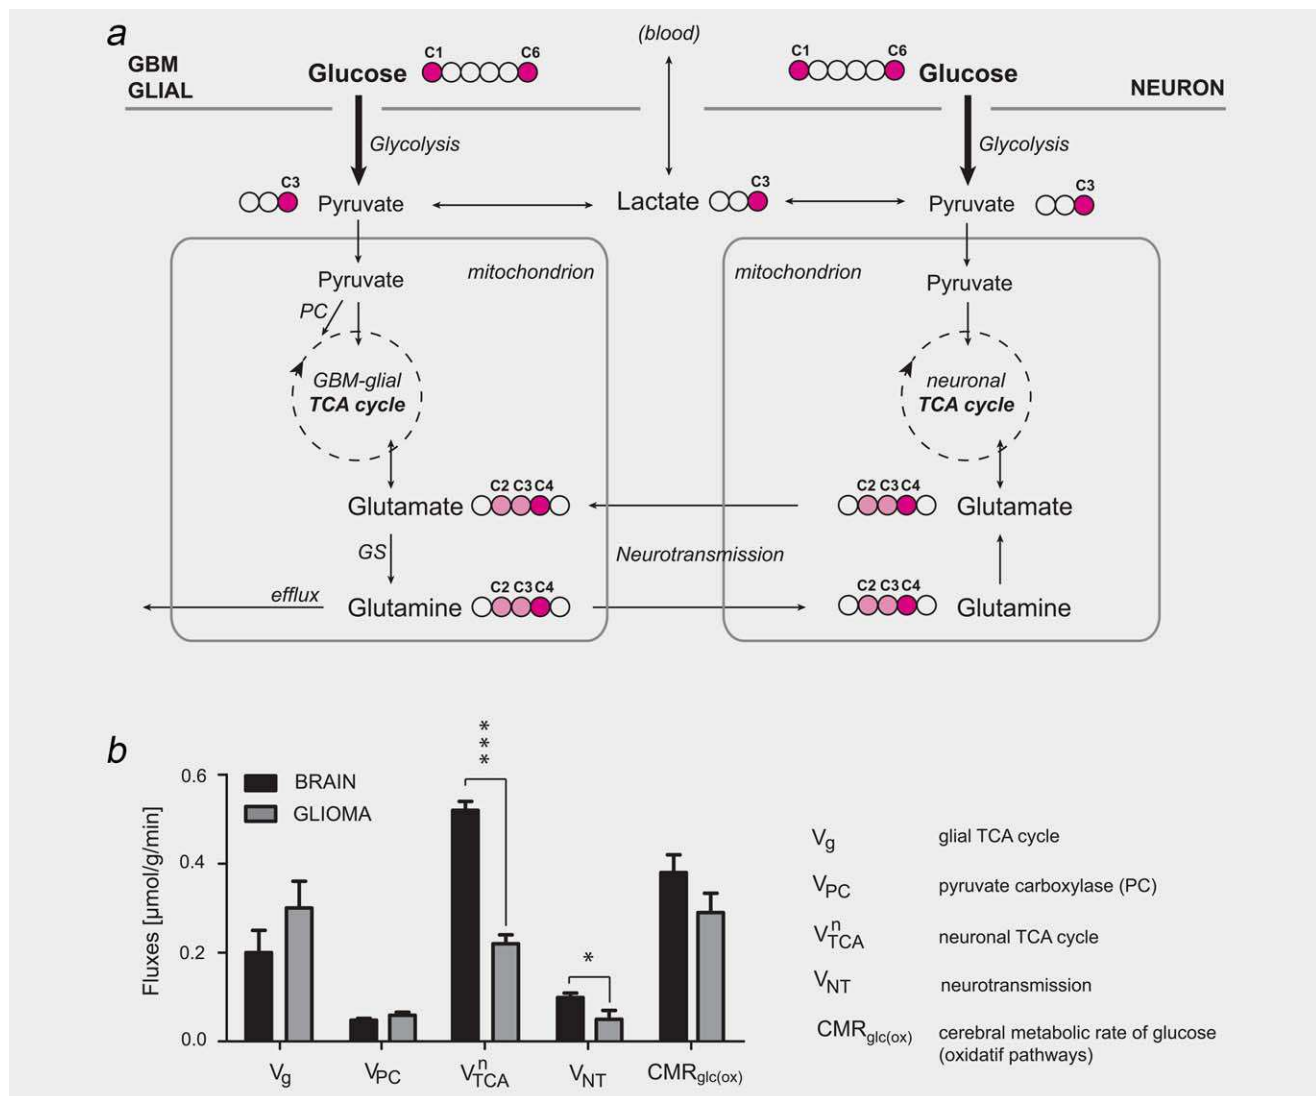 a
(blood)
C1 C6
C1 C6
GBM
GLIAL
Glucose
Glucose
NEURON
Glycolysis
Glycolysis
C3
Pyruvate
Lactate
C3
Pyruvate
C3
mitochondrion
mitochondrion
Pyruvate
Pyruvate
PC
GBM-glial
TCA cycle
neuronal
TCA cycle
C2 C3 C4
C2 C3 C4
Glutamate
Glutamate
GS
Neurotransmission
C2 C3 C4
C2 C3 C4
efflux
Glutamine
Glutamine
b
***
0.6
BRAIN
GLIOMA
0.4
0.2
0.0
Fluxes [µmol/g/min]
*
Vg
VPC
VnTCA
VNT
CMRglc(ox)
Vg glial TCA cycle
VPC pyruvate carboxylase (PC)
VnTCA neuronal TCA cycle
VNT neurotransmission
CMRglc(ox) cerebral metabolic rate of glucose
(oxidatif pathways)